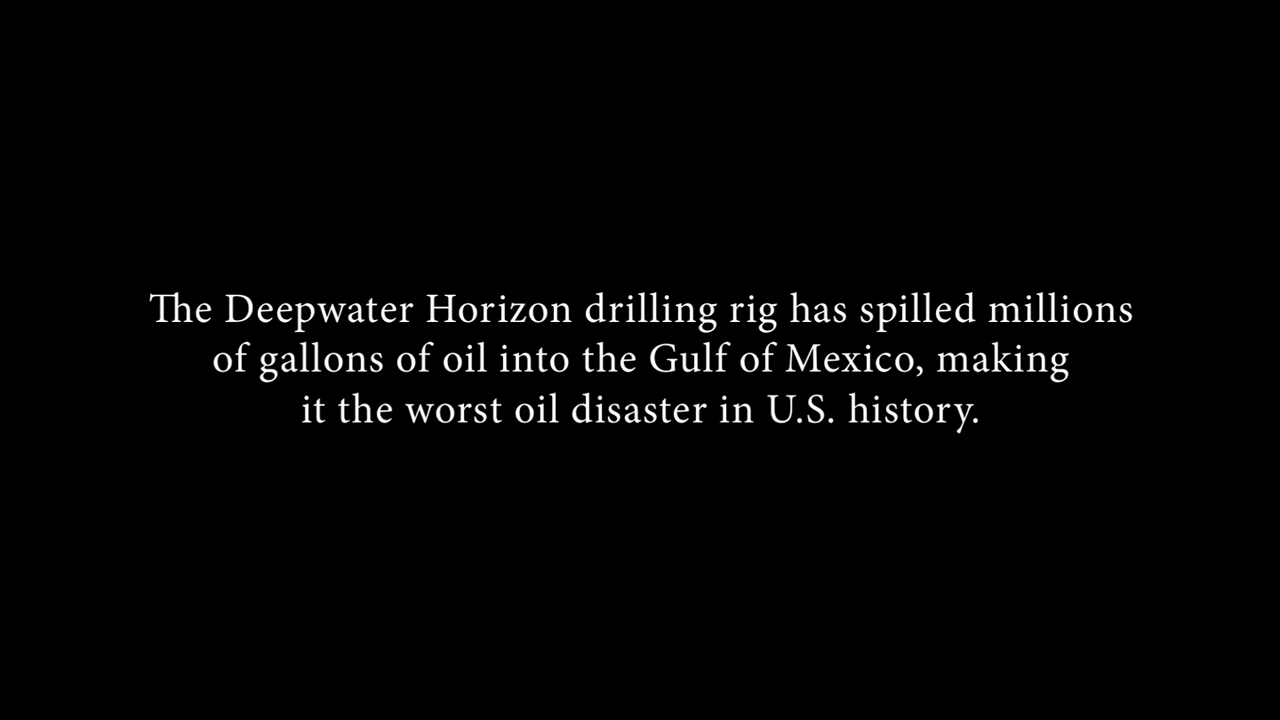 The Deepwater Horizon drilling rig has spilled millions
of gallons of oil into the Gulf of Mexico, making
it the worst oil disaster in U.S. history.